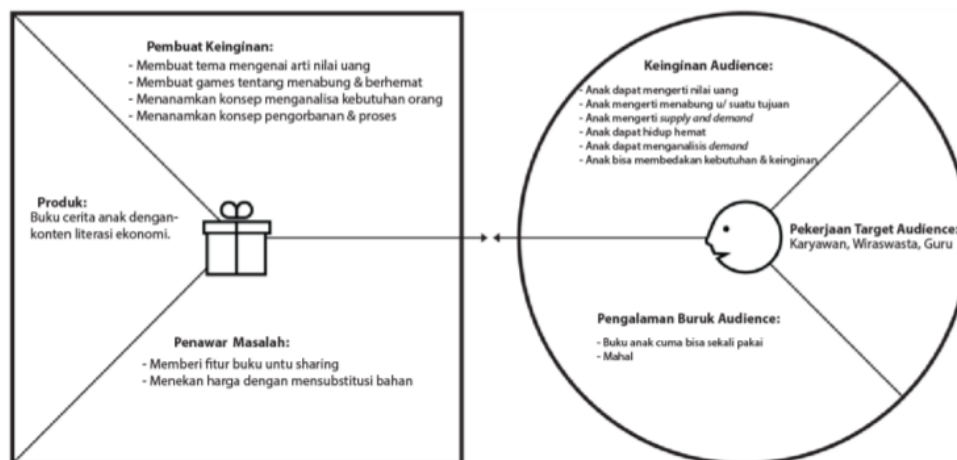 Pembuat Keinginan:
- Membuat tema mengenai arti nilai uang
- Membuat games tentang menabung & berhemat
- Menanamkan konsep menganalisa kebutuhan orang
- Menanamkan konsep pengorbanan & proses
Produk:
Buku cerita anak dengan-
konten literasi ekonomi.
Penawar Masalah:
- Memberi fitur buku untu sharing
- Menekan harga dengan mensubstitusi bahan
Keinginan Audience:
- Anak dapat mengerti nilai uang
- Anak mengerti menabung u/ suatu tujuan
- Anak mengerti supply and demand
- Anak dapat hidup hemat
- Anak dapat menganalisis demand
- Anak bisa membedakan kebutuhan & keinginan
Pekerjaan Target Audience:
Karyawan, Wiraswasta, Guru
Pengalaman Buruk Audience:
- Buku anak cuma bisa sekali pakai
- Mahal